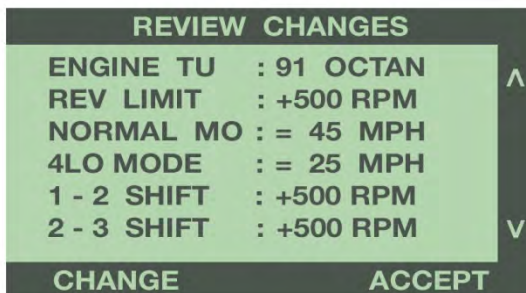 REVIEW CHANGES
ENGINE TU : 91 OCTAN
REV LIMIT : +500 RPM
NORMAL MO : = 45 MPH
4LO MODE : = 25 MPH
1 - 2 SHIFT : +500 RPM
2 - 3 SHIFT : +500 RPM
CHANGE ACCEPT